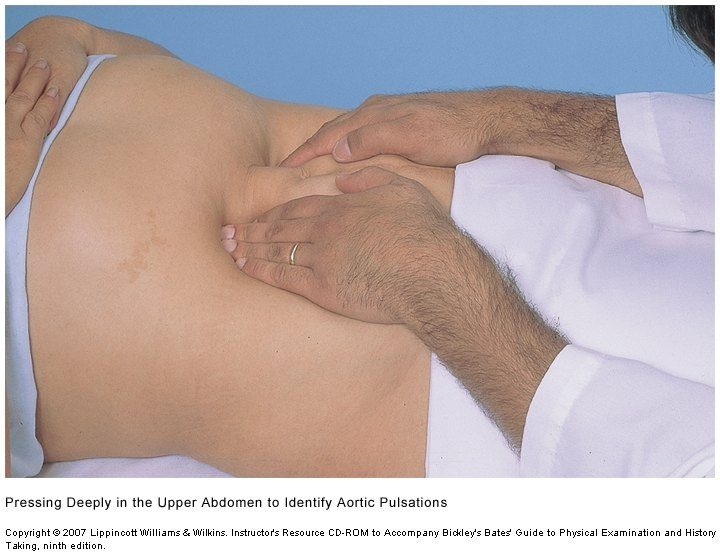 Pressing Deeply in the Upper Abdomen to Identify Aortic Pulsations
Copyright © 2007 Lippincott Williams & Wilkins. Instructor's Resource CD-ROM to Accompany Bickley's Bates' Guide to Physical Examination and History
Taking, ninth edition.